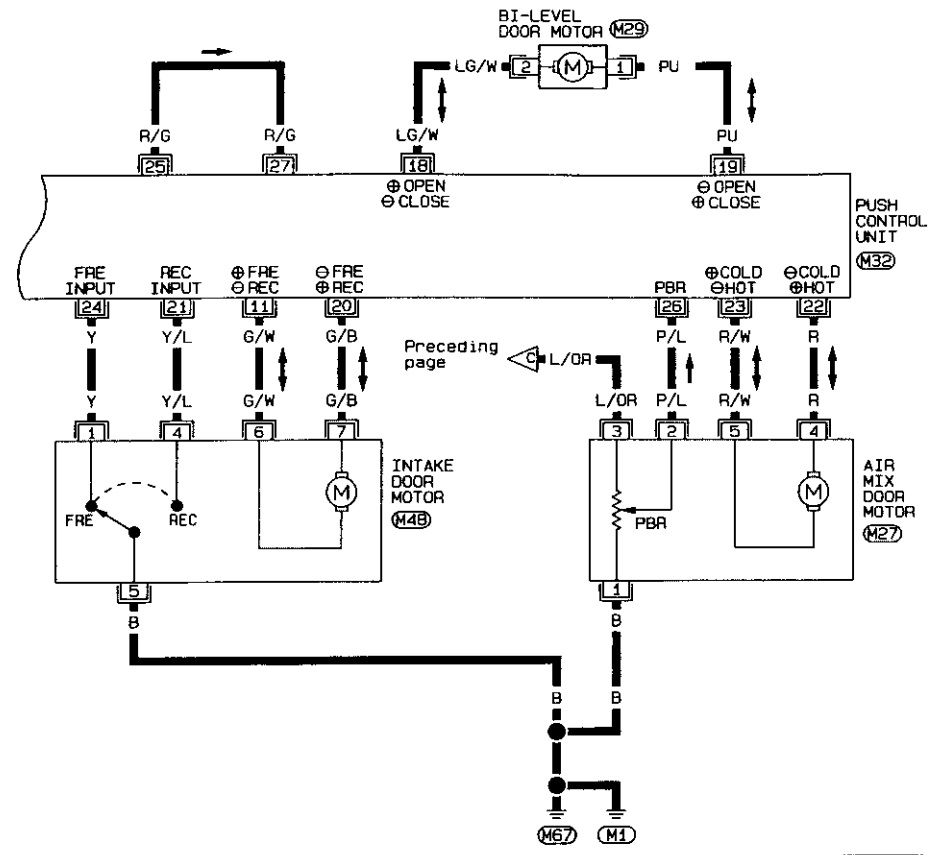 BI-LEVEL
DOOR MOTOR M29
LG/W 2 M 1 PU
R/G R/G LG/W PU
25 27 18 19
⊕ OPEN ⊖ OPEN
⊖ CLOSE ⊕ CLOSE
PUSH
CONTROL
UNIT
M32
FRE REC ⊕ FRE ⊖ FRE ⊕COLD ⊖COLD
INPUT INPUT ⊖ REC ⊕ REC PBR ⊖HOT ⊕HOT
24 21 11 20 26 23 22
Y Y/L G/W G/B P/L R/W R
Preceding
page C L/OR
Y Y/L G/W G/B L/OR P/L R/W R
1 4 6 7 3 2 5 4
INTAKE
DOOR
MOTOR
M48
AIR
MIX
DOOR
MOTOR
M27
M M
FRE REC PBR
5 1
B B
B B
M67 M1